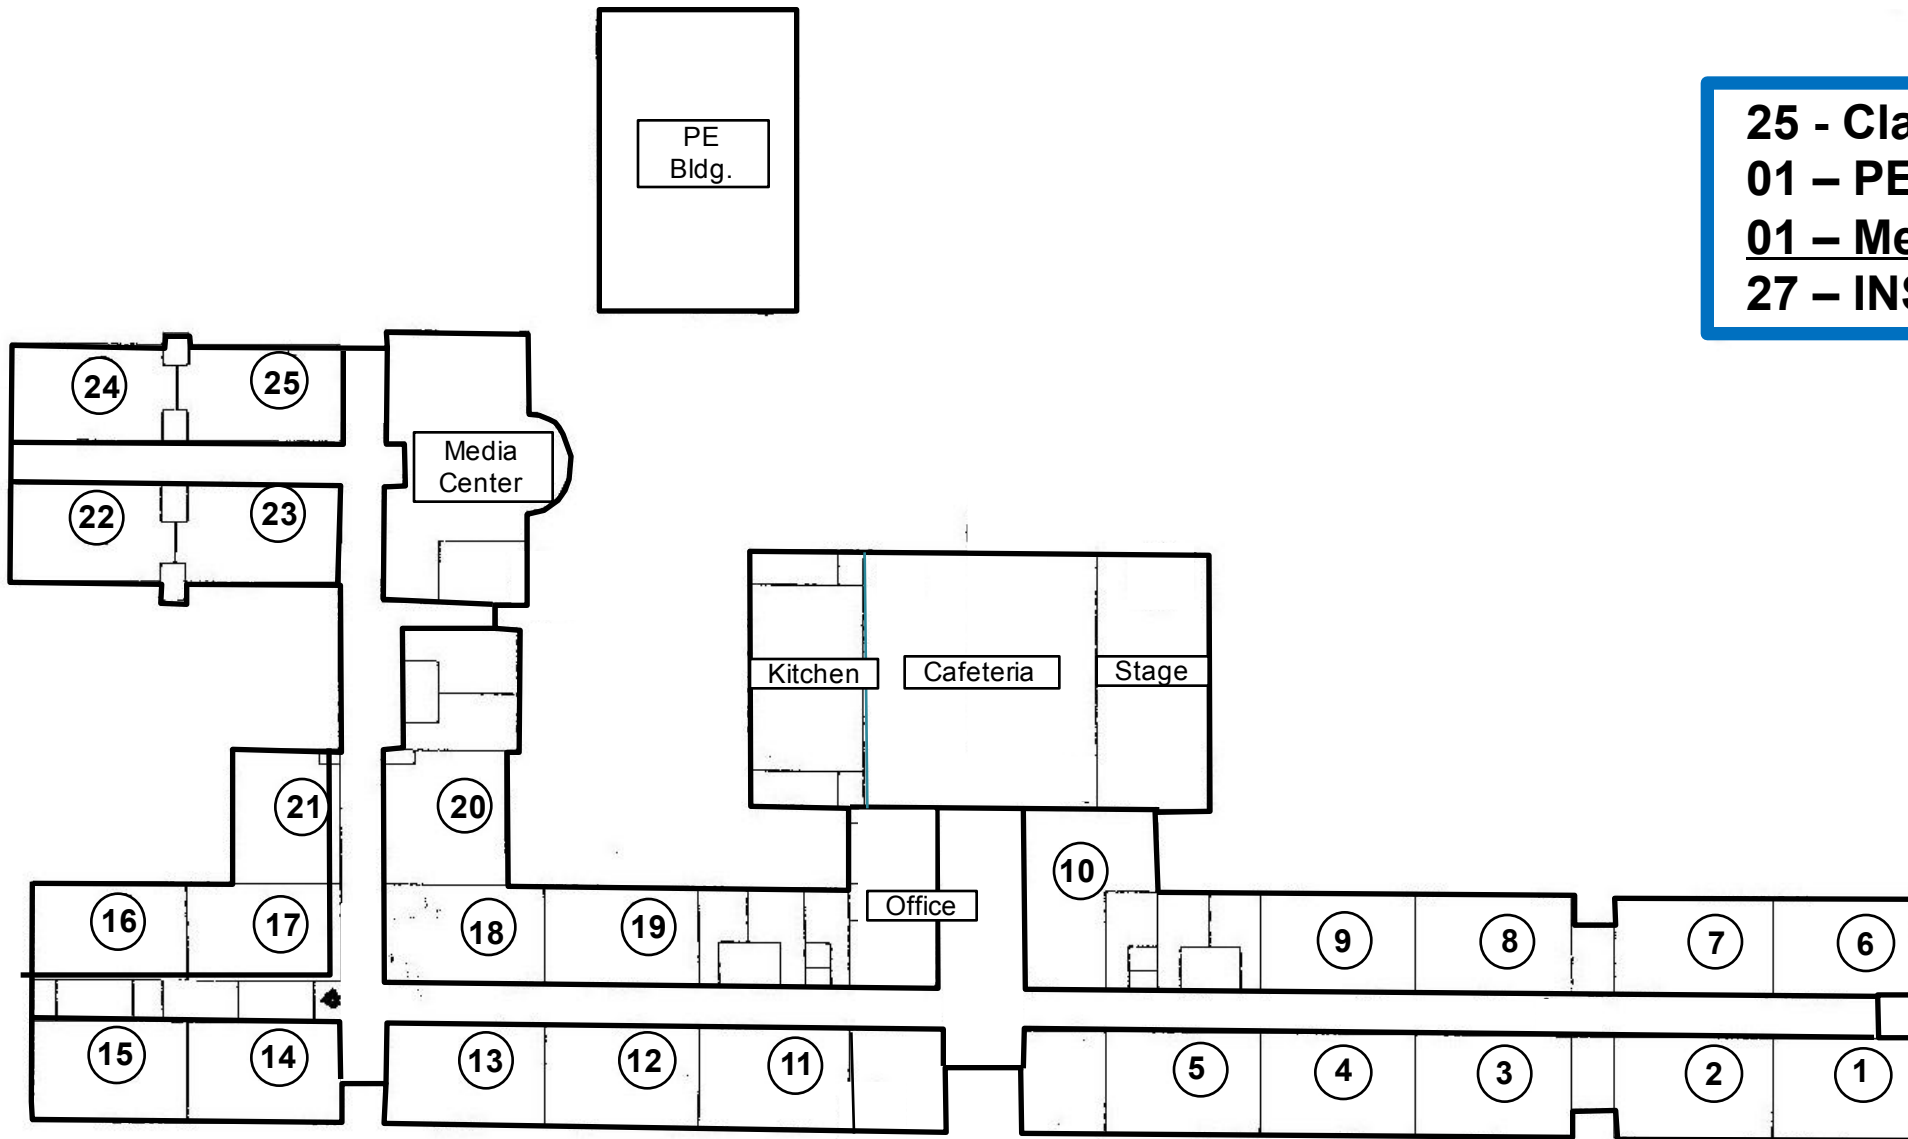 PE
Bldg.
25 - Cla
01 – PE
01 – Me
27 – INS
24
25
Media
Center
22
23
Kitchen
Cafeteria
Stage
21
20
10
16
17
18
19
Office
9
8
7
6
15
14
13
12
11
5
4
3
2
1